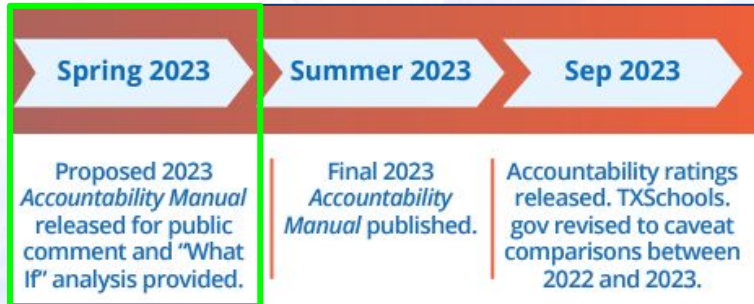 Spring 2023
Summer 2023
Sep 2023
Proposed 2023
Accountability Manual
released for public
comment and “What
If” analysis provided.
Final 2023
Accountability
Manual published.
Accountability ratings
released. TXSchools.
gov revised to caveat
comparisons between
2022 and 2023.